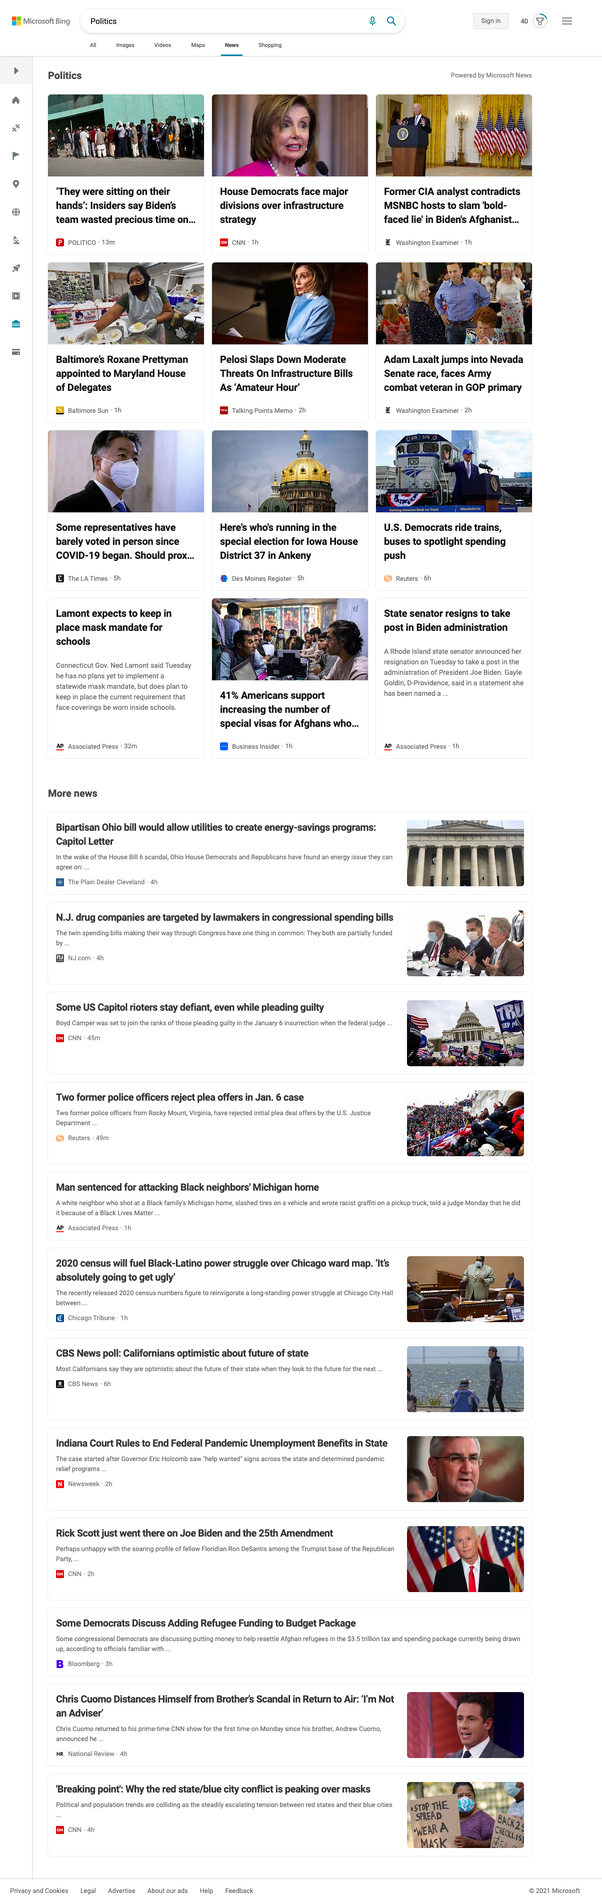 Microsoft Bing
Politics
Sign in
40
All
Images
Videos
Maps
News
Shopping
Politics
Powered by Microsoft News
'They were sitting on their
hands': Insiders say Biden's
team wasted precious time on...
POLITICO · 13m
House Democrats face major
divisions over infrastructure
strategy
CNN · 1h
Former CIA analyst contradicts
MSNBC hosts to slam 'bold-
faced lie' in Biden's Afghanist...
Washington Examiner · 1h
Baltimore's Roxane Prettyman
appointed to Maryland House
of Delegates
Baltimore Sun · 1h
Pelosi Slaps Down Moderate
Threats On Infrastructure Bills
As 'Amateur Hour'
Talking Points Memo · 2h
Adam Laxalt jumps into Nevada
Senate race, faces Army
combat veteran in GOP primary
Washington Examiner · 2h
Some representatives have
barely voted in person since
COVID-19 began. Should prox...
The LA Times · 5h
Here's who's running in the
special election for Iowa House
District 37 in Ankeny
Des Moines Register · 5h
U.S. Democrats ride trains,
buses to spotlight spending
push
Reuters · 6h
Lamont expects to keep in
place mask mandate for
schools
Connecticut Gov. Ned Lamont said Tuesday
he has no plans yet to implement a
statewide mask mandate, but does plan to
keep in place the current requirement that
face coverings be worn inside schools.
AP Associated Press · 32m
41% Americans support
increasing the number of
special visas for Afghans who...
Business Insider · 1h
State senator resigns to take
post in Biden administration
A Rhode Island state senator announced her
resignation on Tuesday to take a post in the
administration of President Joe Biden. Gayle
Goldin, D-Providence, said in a statement she
has been named a ...
AP Associated Press · 1h
More news
Bipartisan Ohio bill would allow utilities to create energy-savings programs:
Capitol Letter
In the wake of the House Bill 6 scandal, Ohio House Democrats and Republicans have found an energy issue they can
agree on: ...
The Plain Dealer Cleveland · 4h
N.J. drug companies are targeted by lawmakers in congressional spending bills
The twin spending bills making their way through Congress have one thing in common: They both are partially funded
by ...
NJ.com · 4h
Some US Capitol rioters stay defiant, even while pleading guilty
Boyd Camper was set to join the ranks of those pleading guilty in the January 6 insurrection when the federal judge ...
CNN · 45m
Two former police officers reject plea offers in Jan. 6 case
Two former police officers from Rocky Mount, Virginia, have rejected initial plea deal offers by the U.S. Justice
Department ...
Reuters · 49m
Man sentenced for attacking Black neighbors' Michigan home
A white neighbor who shot at a Black family's Michigan home, slashed tires on a vehicle and wrote racist graffiti on a pickup truck, told a judge Monday that he did
it because of a Black Lives Matter ...
AP Associated Press · 1h
2020 census will fuel Black-Latino power struggle over Chicago ward map. 'It's
absolutely going to get ugly'
The recently released 2020 census numbers figure to reinvigorate a long-standing power struggle at Chicago City Hall
between ...
Chicago Tribune · 1h
CBS News poll: Californians optimistic about future of state
Most Californians say they are optimistic about the future of their state when they look to the future for the next ...
CBS News · 6h
Indiana Court Rules to End Federal Pandemic Unemployment Benefits in State
The case started after Governor Eric Holcomb saw "help wanted" signs across the state and determined pandemic
relief programs ...
Newsweek · 2h
Rick Scott just went there on Joe Biden and the 25th Amendment
Perhaps unhappy with the soaring profile of fellow Floridian Ron DeSantis among the Trumpist base of the Republican
Party, ...
CNN · 2h
Some Democrats Discuss Adding Refugee Funding to Budget Package
Some congressional Democrats are discussing putting money to help resettle Afghan refugees in the $3.5 trillion tax and spending package currently being drawn
up, according to officials familiar with ...
B Bloomberg · 3h
Chris Cuomo Distances Himself from Brother's Scandal in Return to Air: 'I'm Not
an Adviser'
Chris Cuomo returned to his prime-time CNN show for the first time on Monday since his brother, Andrew Cuomo,
announced he ...
NR National Review · 4h
'Breaking point': Why the red state/blue city conflict is peaking over masks
Political and population trends are colliding as the steadily escalating tension between red states and their blue cities
...
CNN · 4h
STOP THE
SPREAD
WEAR A
MASK
Privacy and Cookies
Legal
Advertise
About our ads
Help
Feedback
© 2021 Microsoft